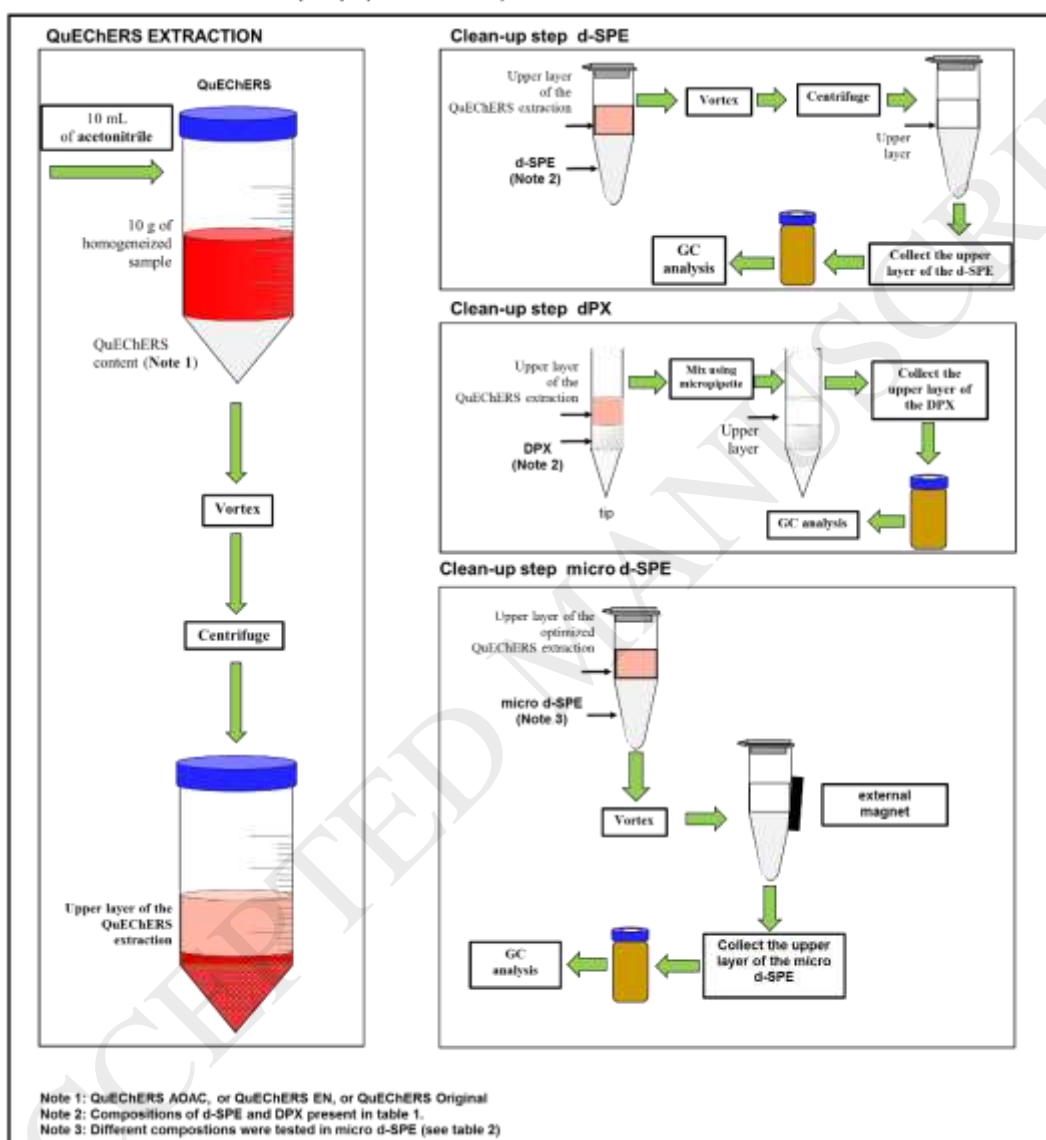 QuEChERS EXTRACTION
QuEChERS
10 mL
of acetonitrile
10 g of
homogeneized
sample
QuEChERS
content (Note 1)
Vortex
Centrifuge
Upper layer of the
QuEChERS
extraction
Clean-up step d-SPE
Upper layer
of the
QuEChERS extraction
d-SPE
(Note 2)
Vortex
Centrifuge
Upper
layer
Collect the upper
layer of the d-SPE
GC
analysis
Clean-up step dPX
Upper layer
of the
QuEChERS extraction
DPX
(Note 2)
tip
Mix using
micropipette
Upper
layer
Collect the
upper layer of
the DPX
GC analysis
Clean-up step micro d-SPE
Upper layer of the
optimized
QuEChERS extraction
micro d-SPE
(Note 3)
Vortex
external
magnet
Collect the upper
layer of the micro
d-SPE
GC
analysis
Note 1: QuEChERS AOAC, or QuEChERS EN, or QuEChERS Original
Note 2: Compositions of d-SPE and DPX present in table 1.
Note 3: Different compostions were tested in micro d-SPE (see table 2)